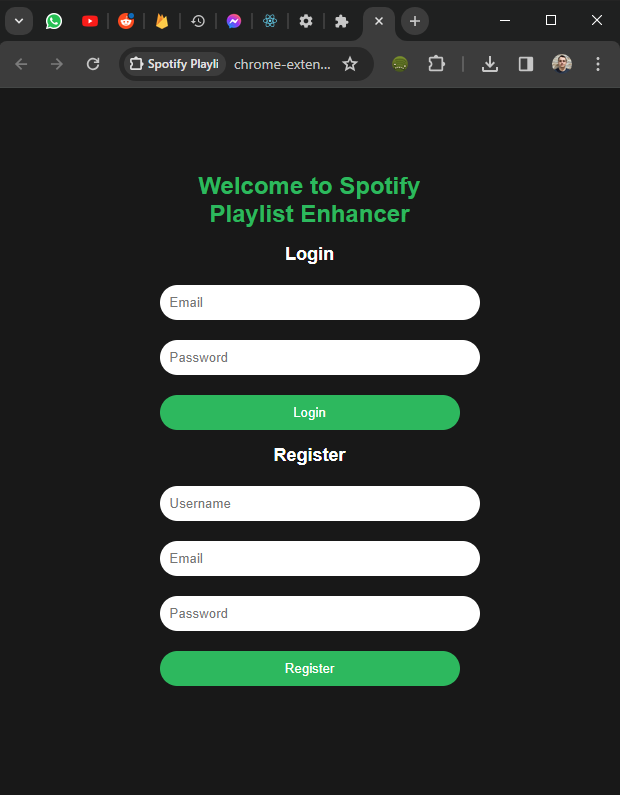 Spotify Playli
chrome-exten...
Welcome to Spotify
Playlist Enhancer
Login
Email
Password
Login
Register
Username
Email
Password
Register